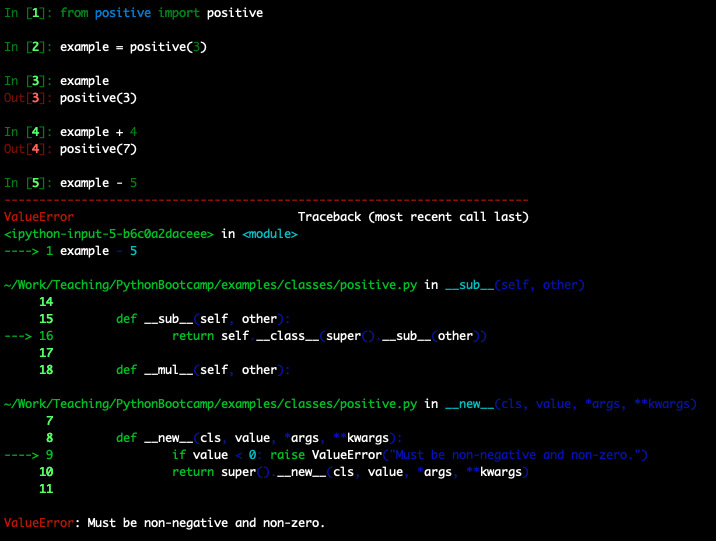 In [1]: from positive import positive
In [2]: example = positive(3)
In [3]: example
Out[3]: positive(3)
In [4]: example + 4
Out[4]: positive(7)
In [5]: example - 5
---------------------------------------------------------------------------
ValueError                                Traceback (most recent call last)
<ipython-input-5-b6c0a2daceee> in <module>
----> 1 example - 5
~/Work/Teaching/PythonBootcamp/examples/classes/positive.py in __sub__(self, other)
     14
     15         def __sub__(self, other):
---> 16                 return self.__class__(super().__sub__(other))
     17
     18         def __mul__(self, other):
~/Work/Teaching/PythonBootcamp/examples/classes/positive.py in __new__(cls, value, *args, **kwargs)
      7
      8         def __new__(cls, value, *args, **kwargs):
----> 9                 if value < 0: raise ValueError("Must be non-negative and non-zero.")
     10                 return super().__new__(cls, value, *args, **kwargs)
     11
ValueError: Must be non-negative and non-zero.